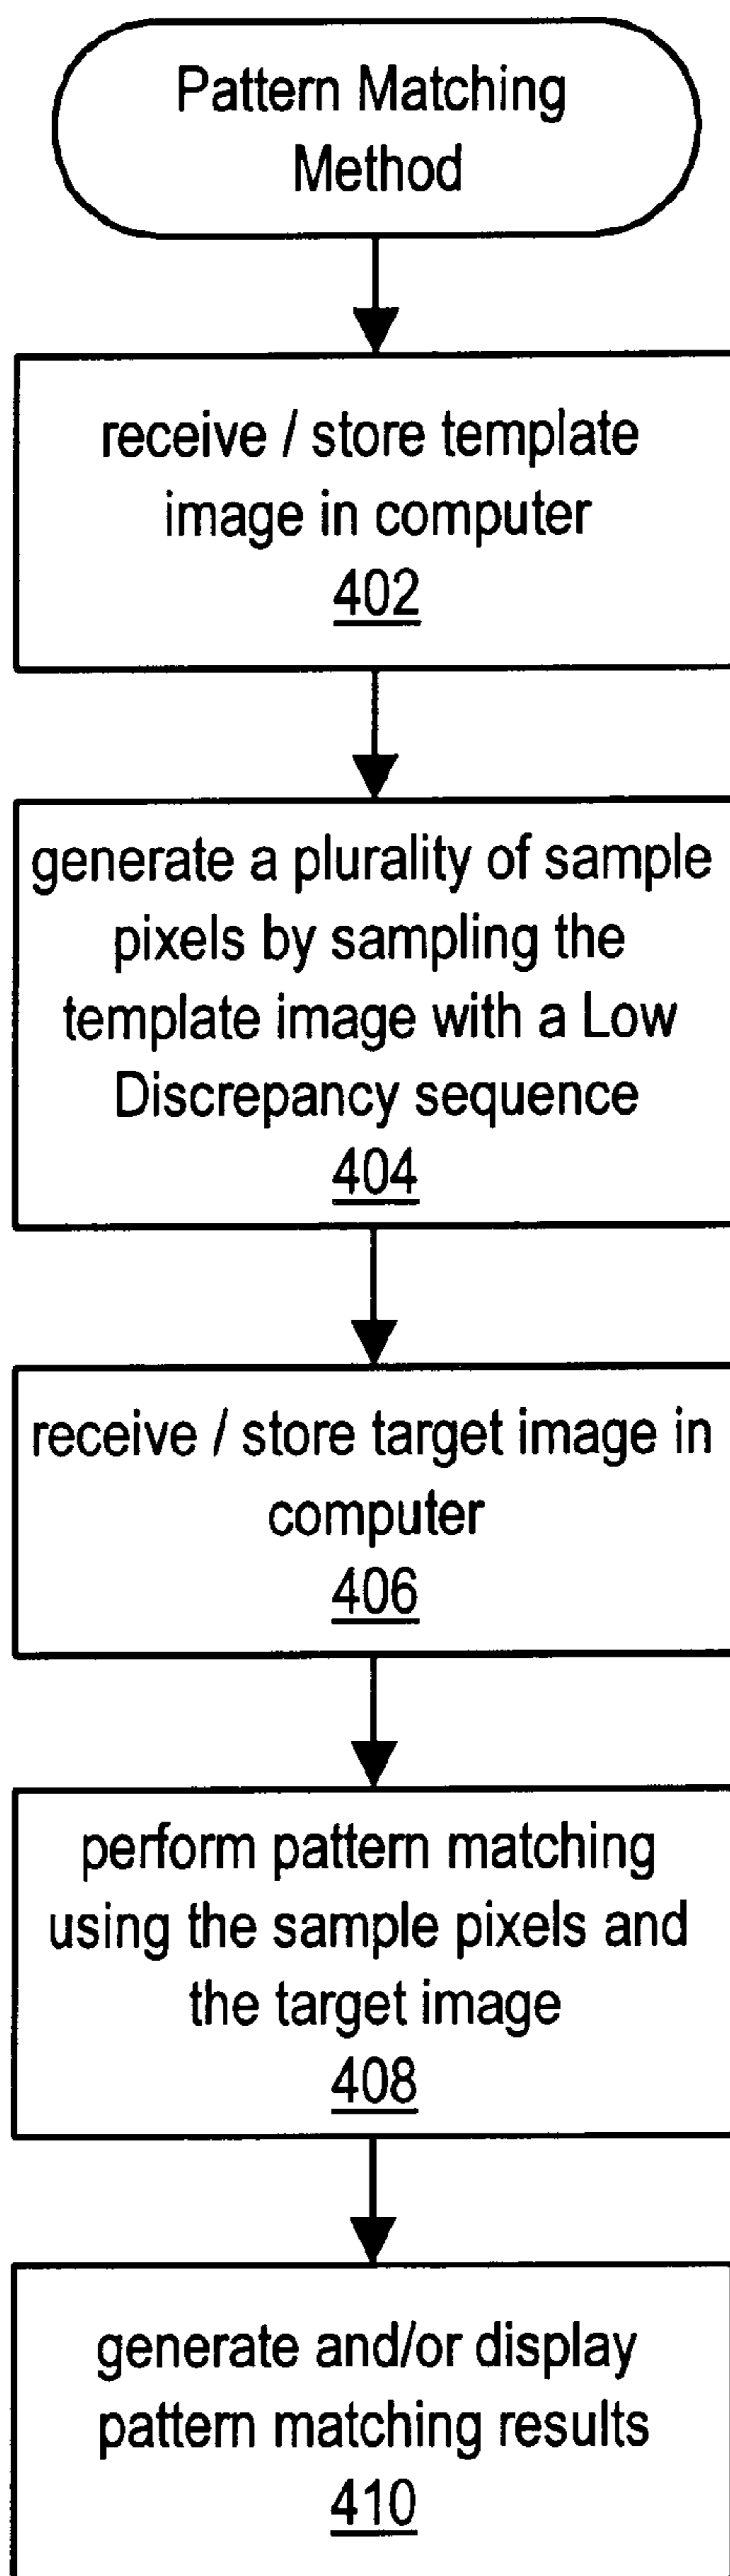 Pattern Matching
Method
receive / store template
image in computer
402
generate a plurality of sample
pixels by sampling the
template image with a Low
Discrepancy sequence
404
receive / store target image in
computer
406
perform pattern matching
using the sample pixels and
the target image
408
generate and/or display
pattern matching results
410